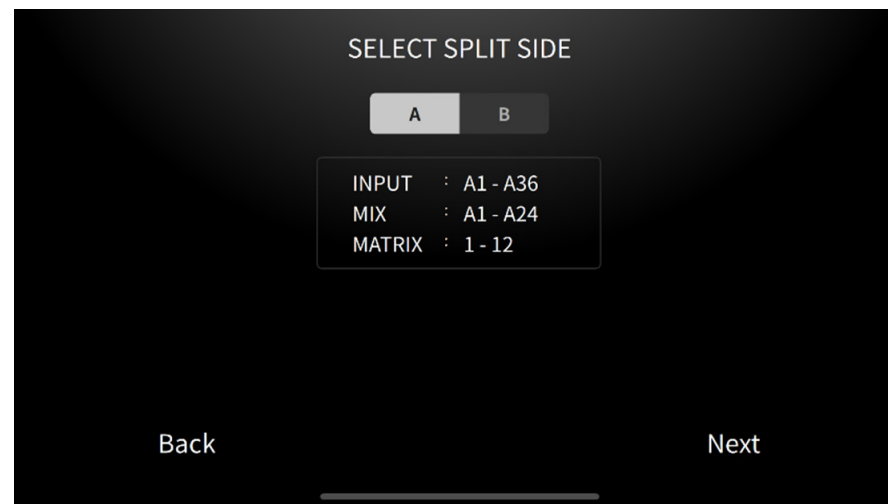 SELECT SPLIT SIDE
A B
INPUT : A1 - A36
MIX : A1 - A24
MATRIX : 1 - 12
Back Next